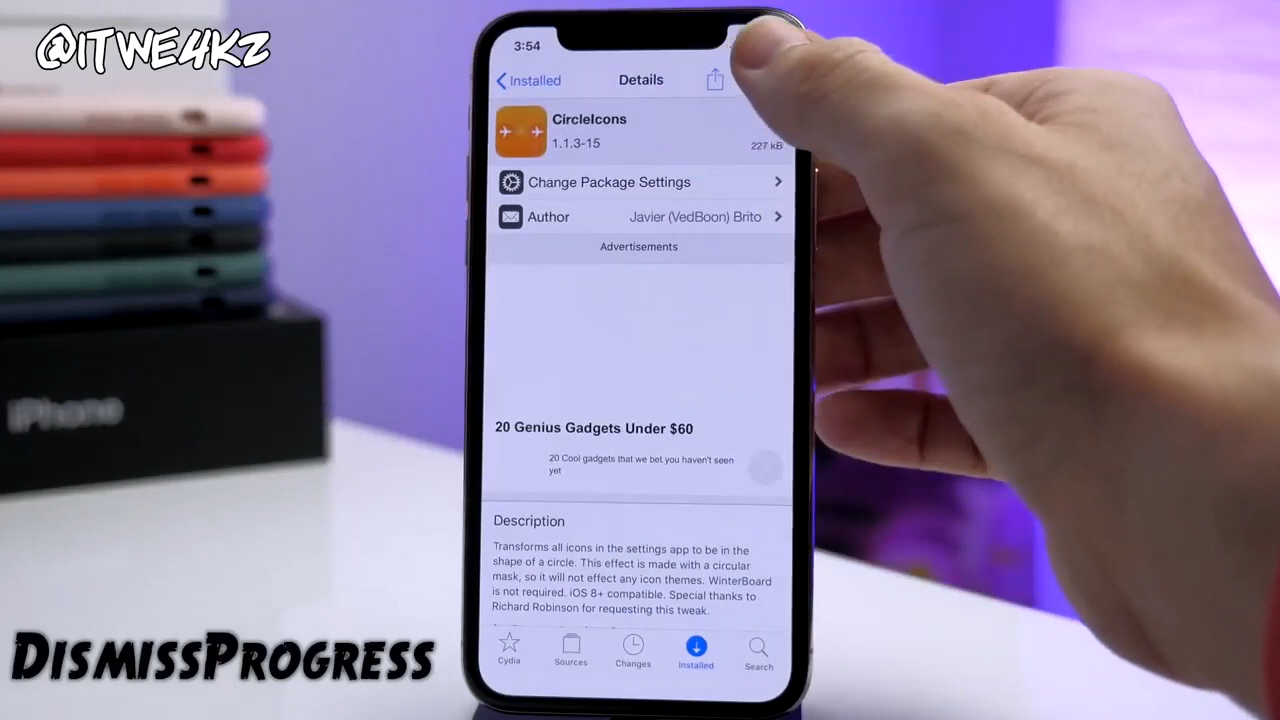 @iTWE4KZ
3:54
Installed
Details
CircleIcons
1.1.3-15
227 kB
Change Package Settings
Author
Javier (VedBoon) Brito
Advertisements
20 Genius Gadgets Under $60
20 Cool gadgets that we bet you haven't seen
yet
Description
Transforms all icons in the settings app to be in the
shape of a circle. This effect is made with a circular
mask, so it will not effect any icon themes. WinterBoard
is not required. iOS 8+ compatible. Special thanks to
Richard Robinson for requesting this tweak.
Cydia
Sources
Changes
Installed
Search
iPhone
DismissProgress